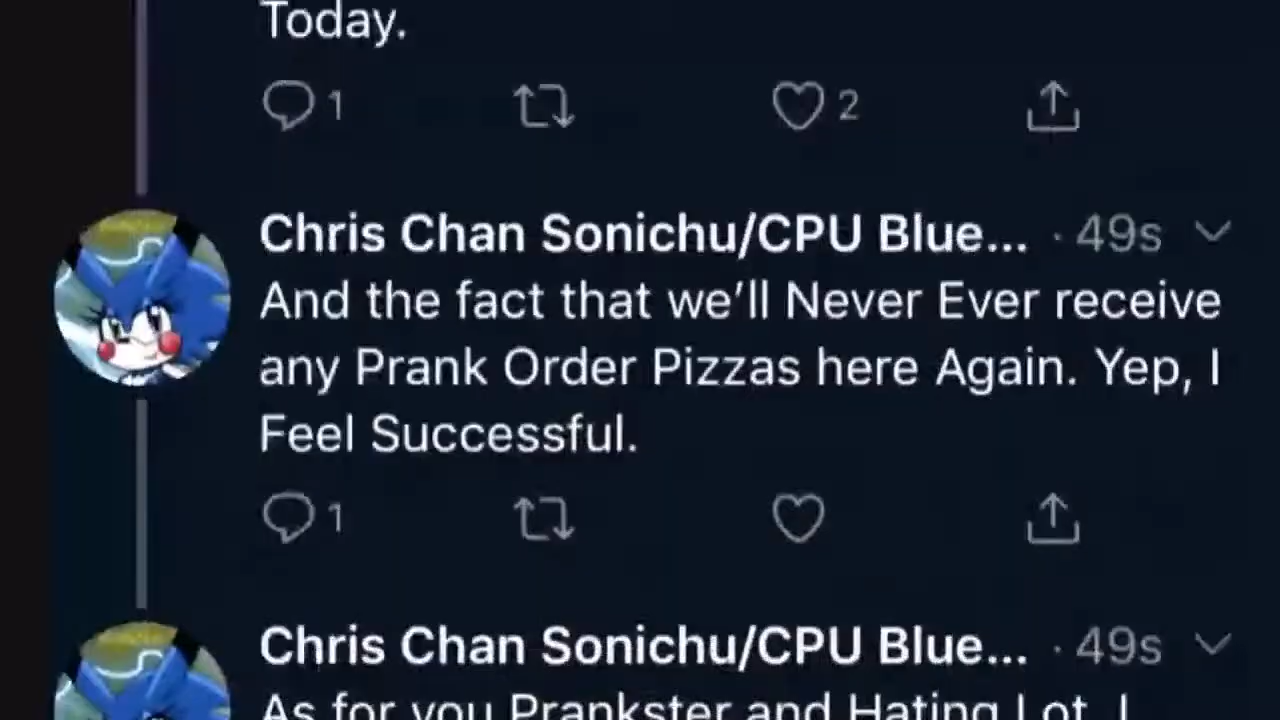 Today.
1 2
Chris Chan Sonichu/CPU Blue... · 49s
And the fact that we'll Never Ever receive
any Prank Order Pizzas here Again. Yep, I
Feel Successful.
1
Chris Chan Sonichu/CPU Blue... · 49s
As for you Prankster and Hating Lot, I